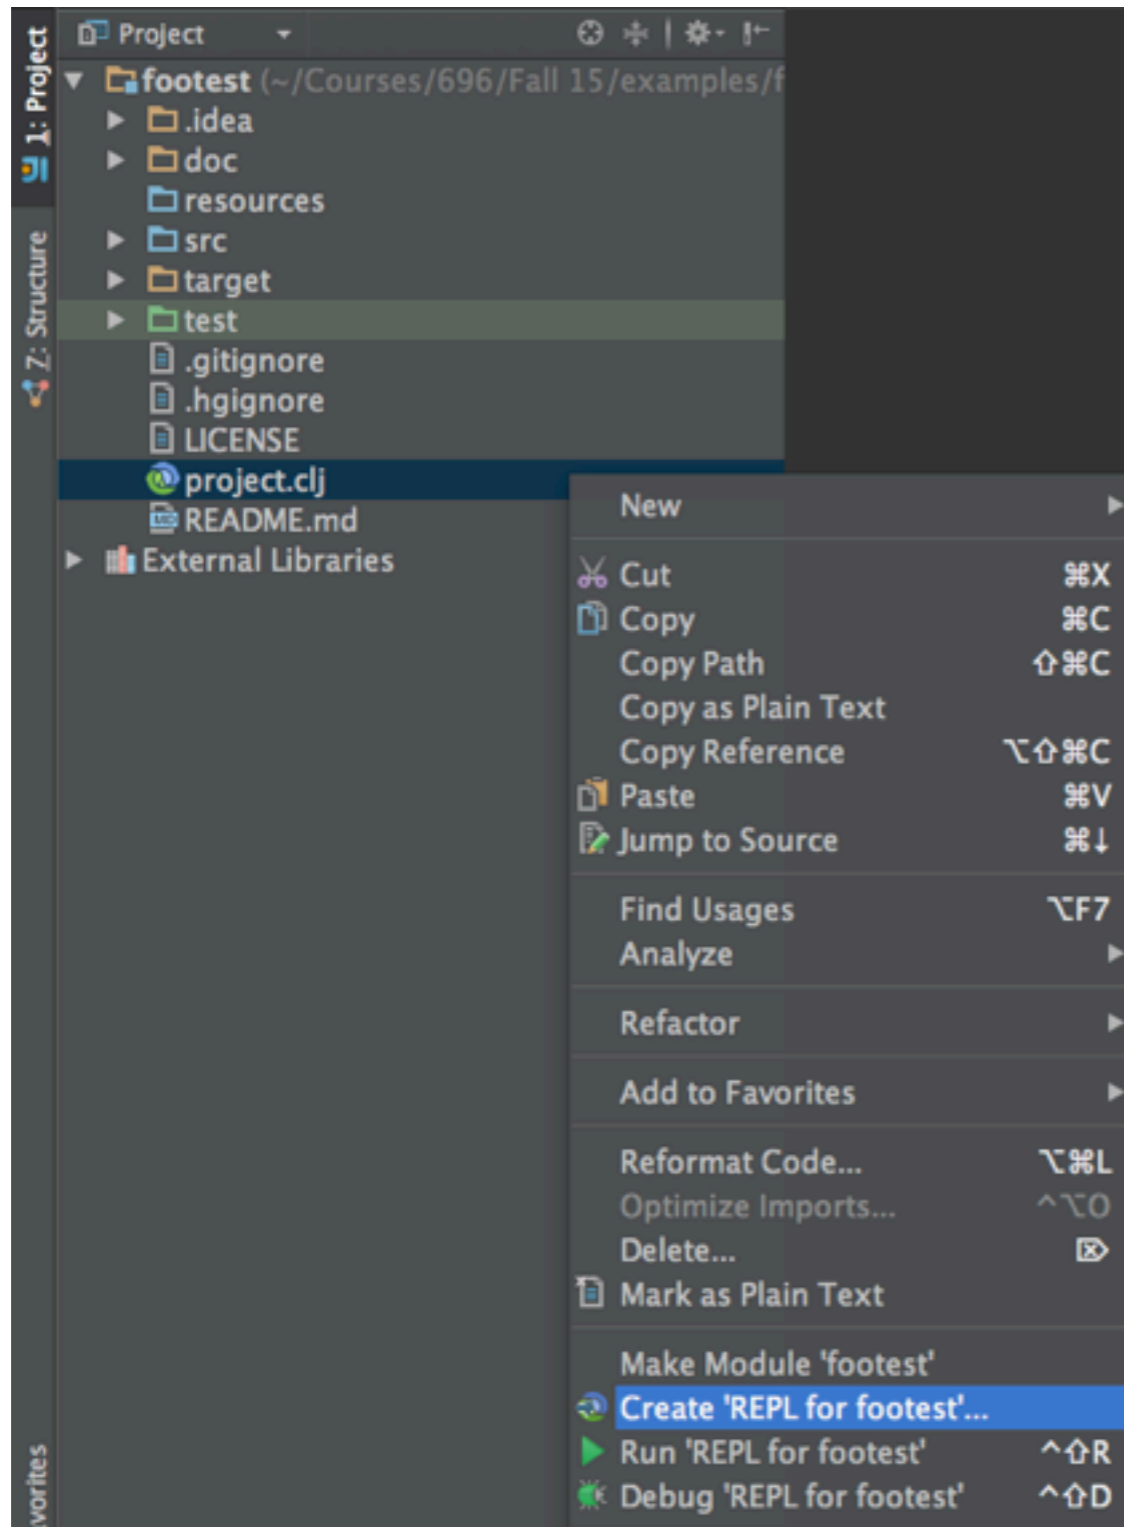 1: Project
Z: Structure
vorites
Project
footest (~/Courses/696/Fall 15/examples/f
.idea
doc
resources
src
target
test
.gitignore
.hgignore
LICENSE
project.clj
README.md
External Libraries
New
Cut ⌘X
Copy ⌘C
Copy Path ⇧⌘C
Copy as Plain Text
Copy Reference ⌥⇧⌘C
Paste ⌘V
Jump to Source ⌘↓
Find Usages ⌥F7
Analyze
Refactor
Add to Favorites
Reformat Code... ⌥⌘L
Optimize Imports... ^⌥O
Delete... ⌦
Mark as Plain Text
Make Module 'footest'
Create 'REPL for footest'...
Run 'REPL for footest' ^⇧R
Debug 'REPL for footest' ^⇧D